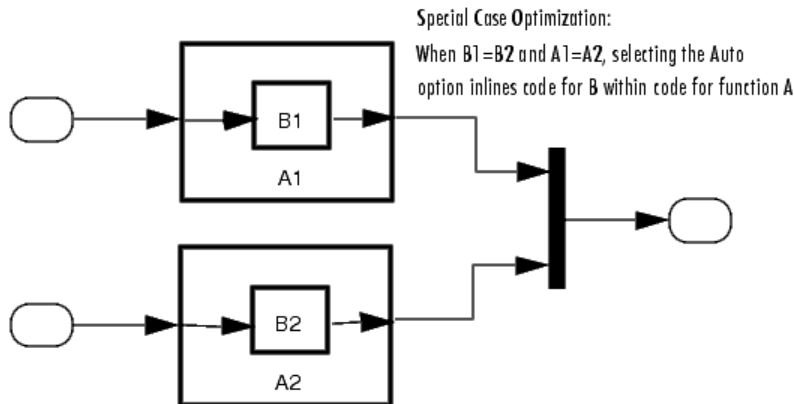 Special Case Optimization:
When B1=B2 and A1=A2, selecting the Auto
option inlines code for B within code for function A
B1
A1
B2
A2